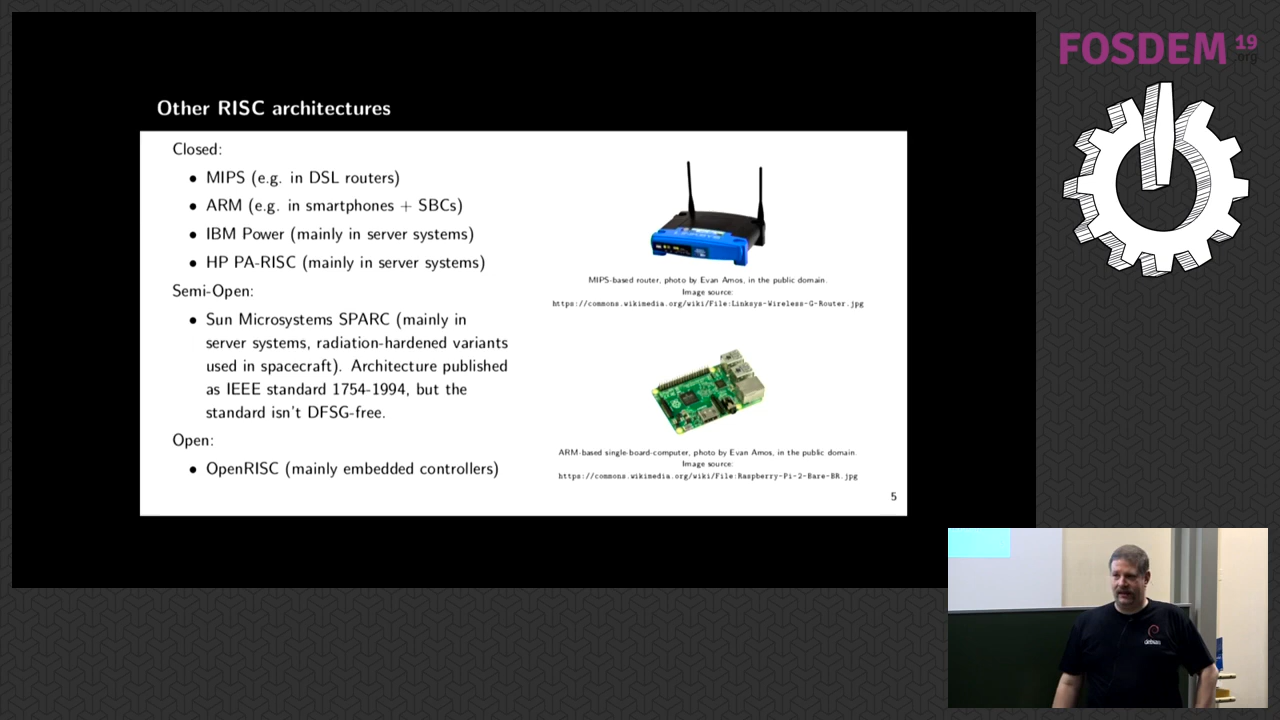 FOSDEM 19
.org
Other RISC architectures
Closed:
• MIPS (e.g. in DSL routers)
• ARM (e.g. in smartphones + SBCs)
• IBM Power (mainly in server systems)
• HP PA-RISC (mainly in server systems)
Semi-Open:
• Sun Microsystems SPARC (mainly in
server systems, radiation-hardened variants
used in spacecraft). Architecture published
as IEEE standard 1754-1994, but the
standard isn't DFSG-free.
Open:
• OpenRISC (mainly embedded controllers)
MIPS-based router, photo by Evan Amos, in the public domain.
Image source:
https://commons.wikimedia.org/wiki/File:Linksys-Wireless-G-Router.jpg
ARM-based single-board-computer, photo by Evan Amos, in the public domain.
Image source:
https://commons.wikimedia.org/wiki/File:Raspberry-Pi-2-Bare-BR.jpg
5
debian